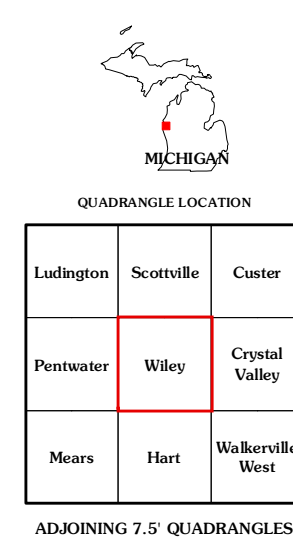 MICHIGAN
QUADRANGLE LOCATION
Ludington Scottville Custer
Pentwater Wiley Crystal Valley
Mears Hart Walkerville West
ADJOINING 7.5' QUADRANGLES